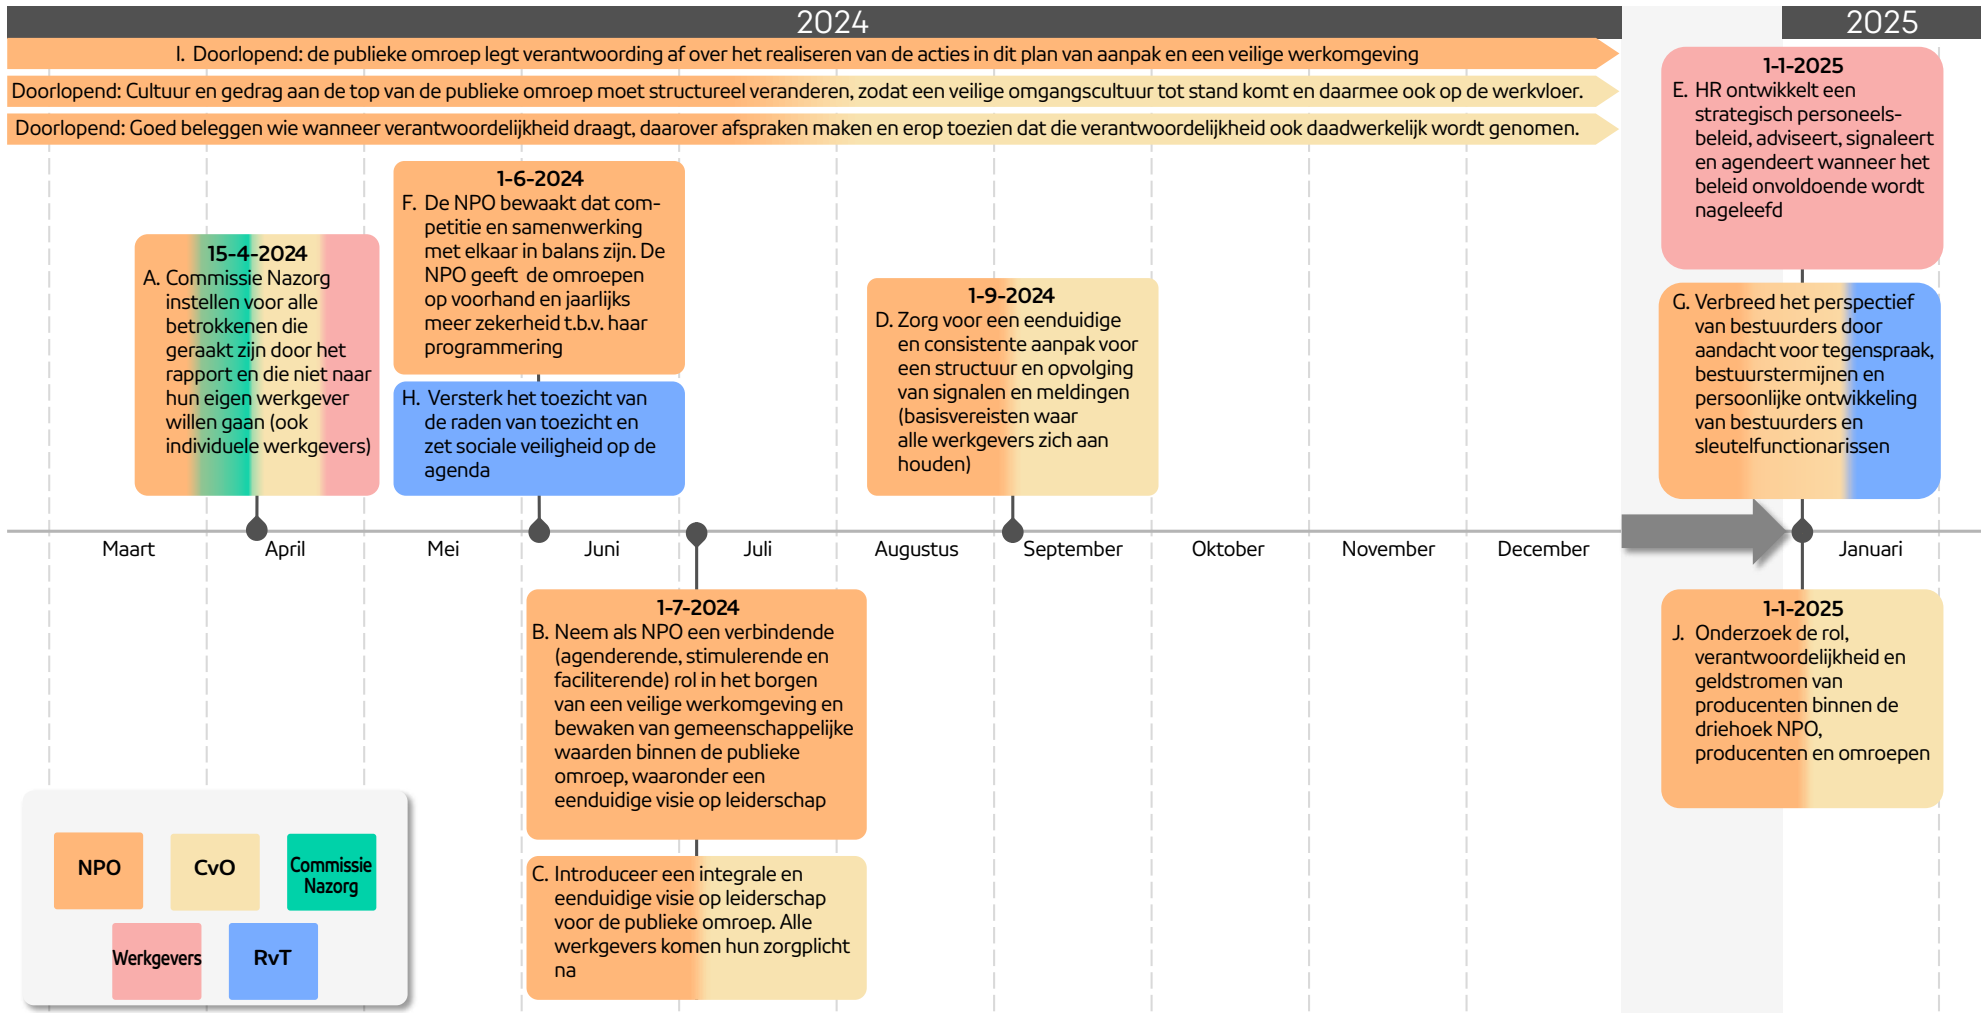 2024
2025
I. Doorlopend: de publieke omroep legt verantwoording af over het realiseren van de acties in dit plan van aanpak en een veilige werkomgeving
Doorlopend: Cultuur en gedrag aan de top van de publieke omroep moet structureel veranderen, zodat een veilige omgangscultuur tot stand komt en daarmee ook op de werkvloer.
Doorlopend: Goed beleggen wie wanneer verantwoordelijkheid draagt, daarover afspraken maken en erop toezien dat die verantwoordelijkheid ook daadwerkelijk wordt genomen.
15-4-2024
A. Commissie Nazorg
instellen voor alle
betrokkenen die
geraakt zijn door het
rapport en die niet naar
hun eigen werkgever
willen gaan (ook
individuele werkgevers)
1-6-2024
F. De NPO bewaakt dat com-
petitie en samenwerking
met elkaar in balans zijn. De
NPO geeft de omroepen
op voorhand en jaarlijks
meer zekerheid t.b.v. haar
programmering
H. Versterk het toezicht van
de raden van toezicht en
zet sociale veiligheid op de
agenda
1-9-2024
D. Zorg voor een eenduidige
en consistente aanpak voor
een structuur en opvolging
van signalen en meldingen
(basisvereisten waar
alle werkgevers zich aan
houden)
1-1-2025
E. HR ontwikkelt een
strategisch personeels-
beleid, adviseert, signaleert
en agendeert wanneer het
beleid onvoldoende wordt
nageleefd
G. Verbreed het perspectief
van bestuurders door
aandacht voor tegenspraak,
bestuurstermijnen en
persoonlijke ontwikkeling
van bestuurders en
sleutelfunctionarissen
Maart
April
Mei
Juni
Juli
Augustus
September
Oktober
November
December
Januari
1-7-2024
B. Neem als NPO een verbindende
(agenderende, stimulerende en
faciliterende) rol in het borgen
van een veilige werkomgeving en
bewaken van gemeenschappelijke
waarden binnen de publieke
omroep, waaronder een
eenduidige visie op leiderschap
C. Introduceer een integrale en
eenduidige visie op leiderschap
voor de publieke omroep. Alle
werkgevers komen hun zorgplicht
na
1-1-2025
J. Onderzoek de rol,
verantwoordelijkheid en
geldstromen van
producenten binnen de
driehoek NPO,
producenten en omroepen
NPO
CvO
Commissie
Nazorg
Werkgevers
RvT